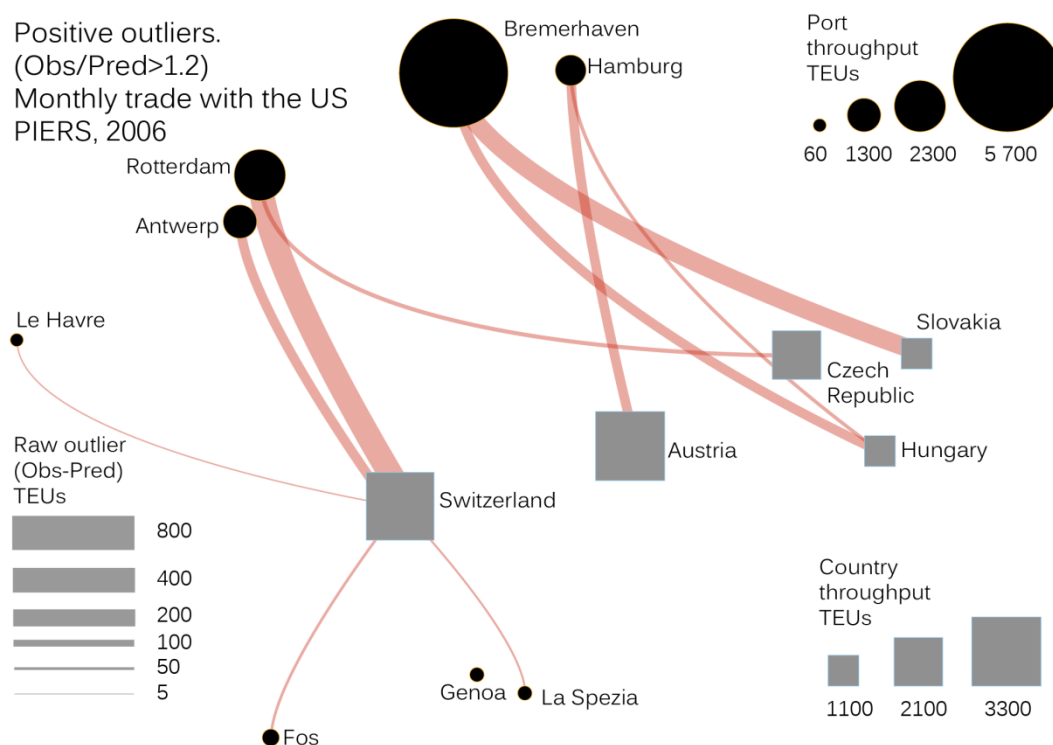 Positive outliers.
(Obs/Pred>1.2)
Monthly trade with the US
PIERS, 2006
Bremerhaven
Hamburg
Port
throughput
TEUs
60
1300
2300
5 700
Rotterdam
Antwerp
Le Havre
Slovakia
Czech
Republic
Austria
Hungary
Switzerland
Raw outlier
(Obs-Pred)
TEUs
800
400
200
100
50
5
Genoa
La Spezia
Fos
Country
throughput
TEUs
1100
2100
3300